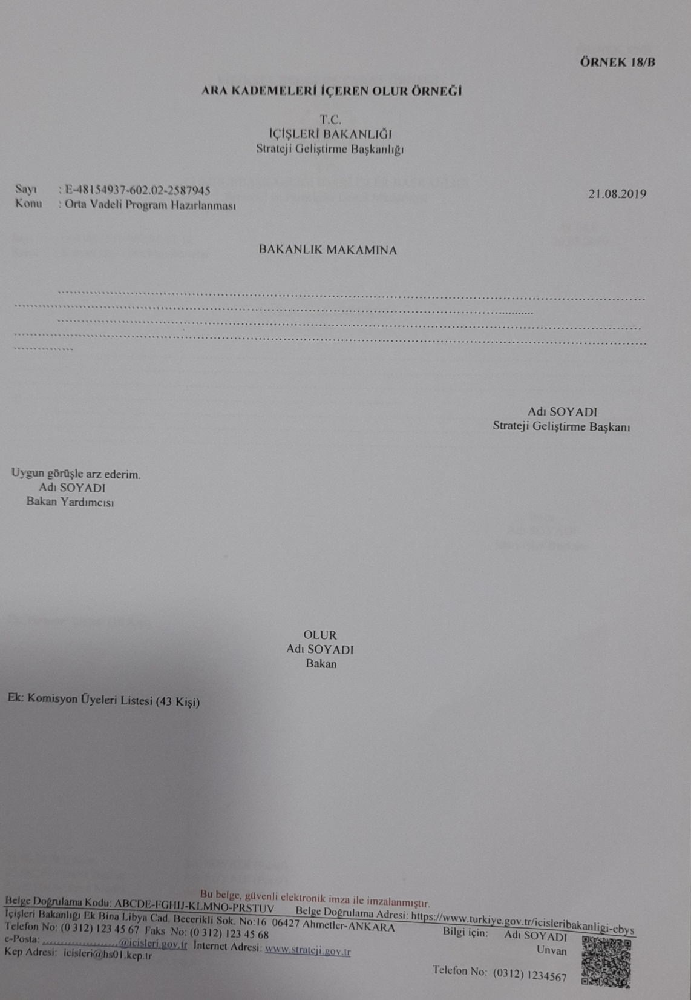 ÖRNEK 18/B
ARA KADEMELERİ İÇEREN OLUR ÖRNEĞİ
T.C.
İÇİŞLERİ BAKANLIĞI
Strateji Geliştirme Başkanlığı
Sayı : E-48154937-602.02-2587945
21.08.2019
Konu : Orta Vadeli Program Hazırlanması
BAKANLIK MAKAMINA
Adı SOYADI
Strateji Geliştirme Başkanı
Uygun görüşle arz ederim.
Adı SOYADI
Bakan Yardımcısı
OLUR
Adı SOYADI
Bakan
Ek: Komisyon Üyeleri Listesi (43 Kişi)
Bu belge, güvenli elektronik imza ile imzalanmıştır.
Belge Doğrulama Kodu: ABCDE-FGHIJ-KLMNO-PRSTUV Belge Doğrulama Adresi: https://www.turkiye.gov.tr/icisleribakanligi-ebys
İçişleri Bakanlığı Ek Bina Libya Cad. Becerikli Sok. No:16 06427 Ahmetler-ANKARA Bilgi için: Adı SOYADI
Telefon No: (0 312) 123 45 67 Faks No: (0 312) 123 45 68 Unvan
e-Posta: ......................@icisleri.gov.tr İnternet Adresi: www.strateji.gov.tr
Kep Adresi: icisleri@hs01.kep.tr Telefon No: (0312) 1234567